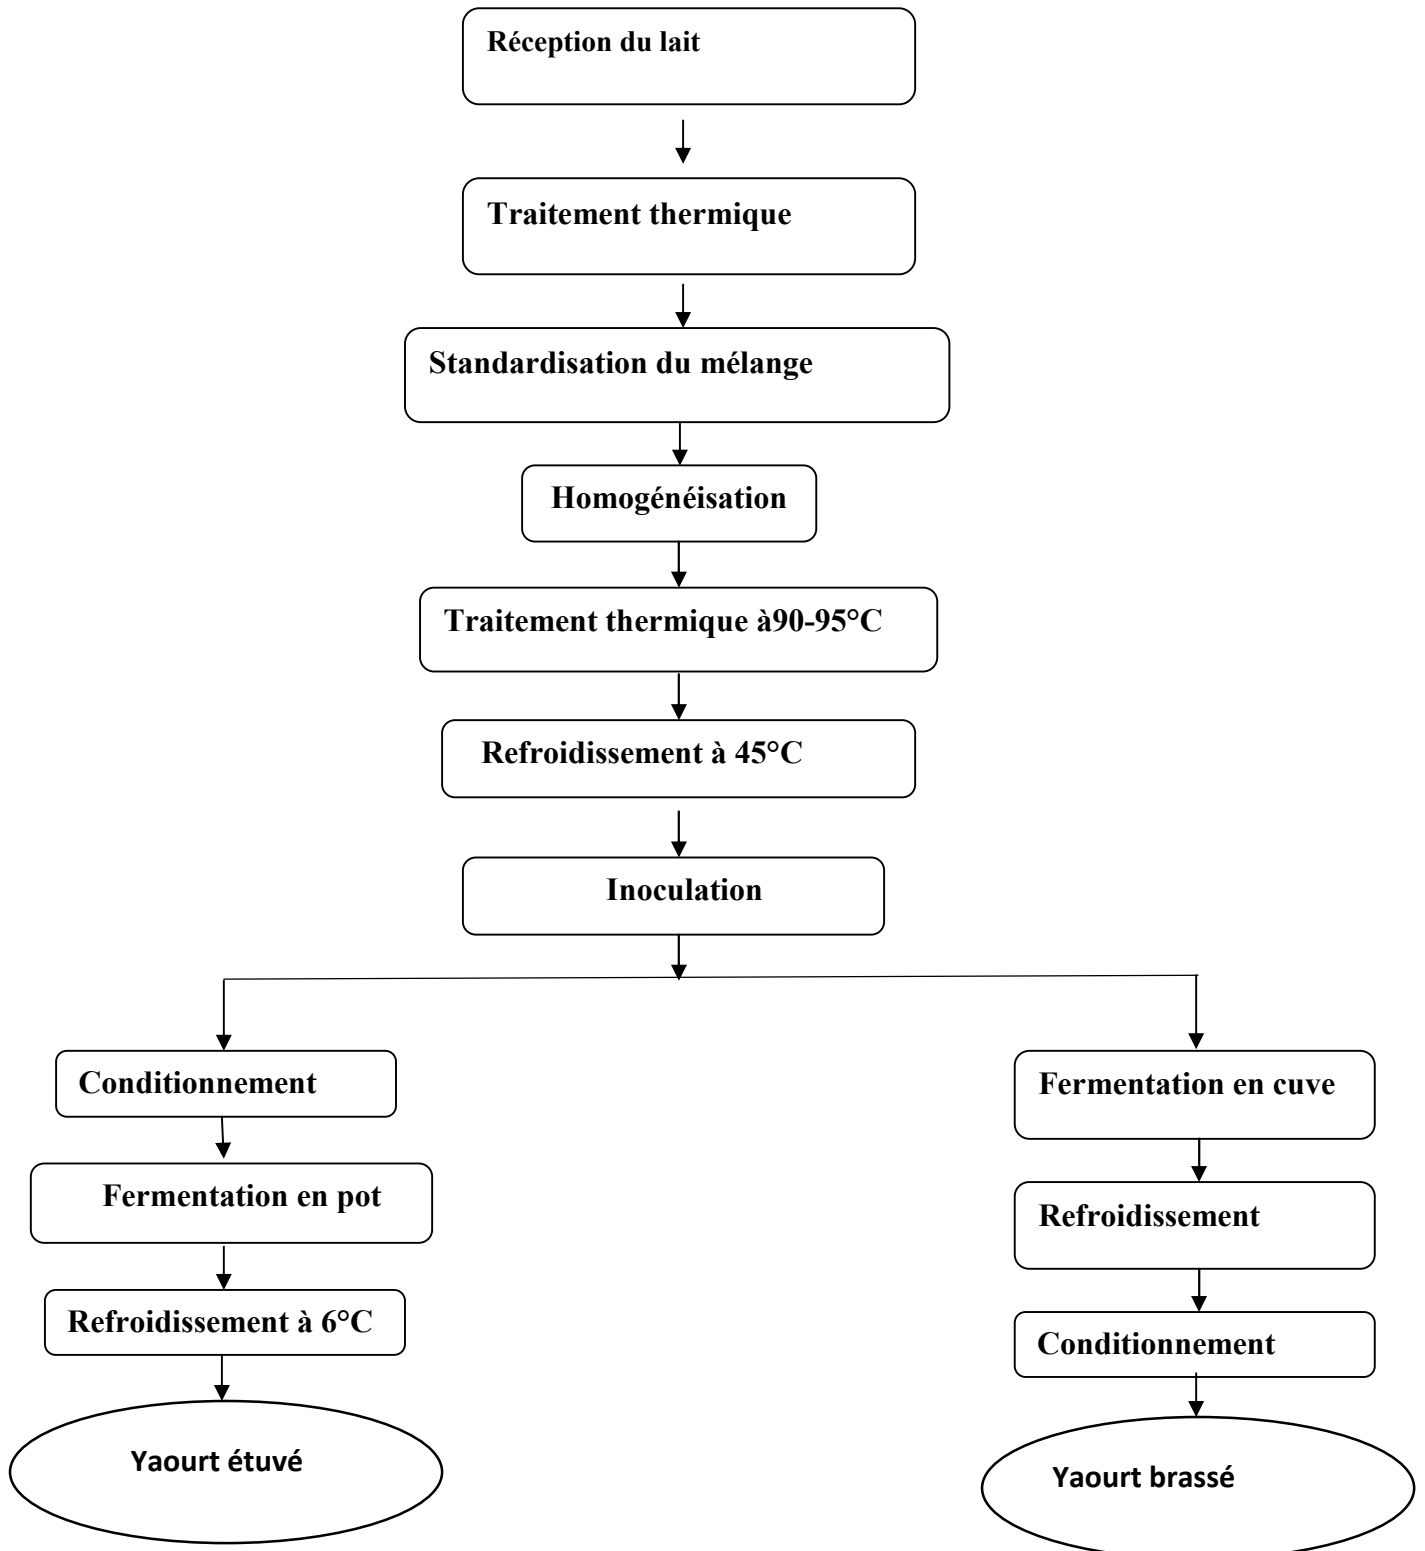 Réception du lait
Traitement thermique
Standardisation du mélange
Homogénéisation
Traitement thermique à90-95°C
Refroidissement à 45°C
Inoculation
Conditionnement
Fermentation en pot
Refroidissement à 6°C
Yaourt étuvé
Fermentation en cuve
Refroidissement
Conditionnement
Yaourt brassé